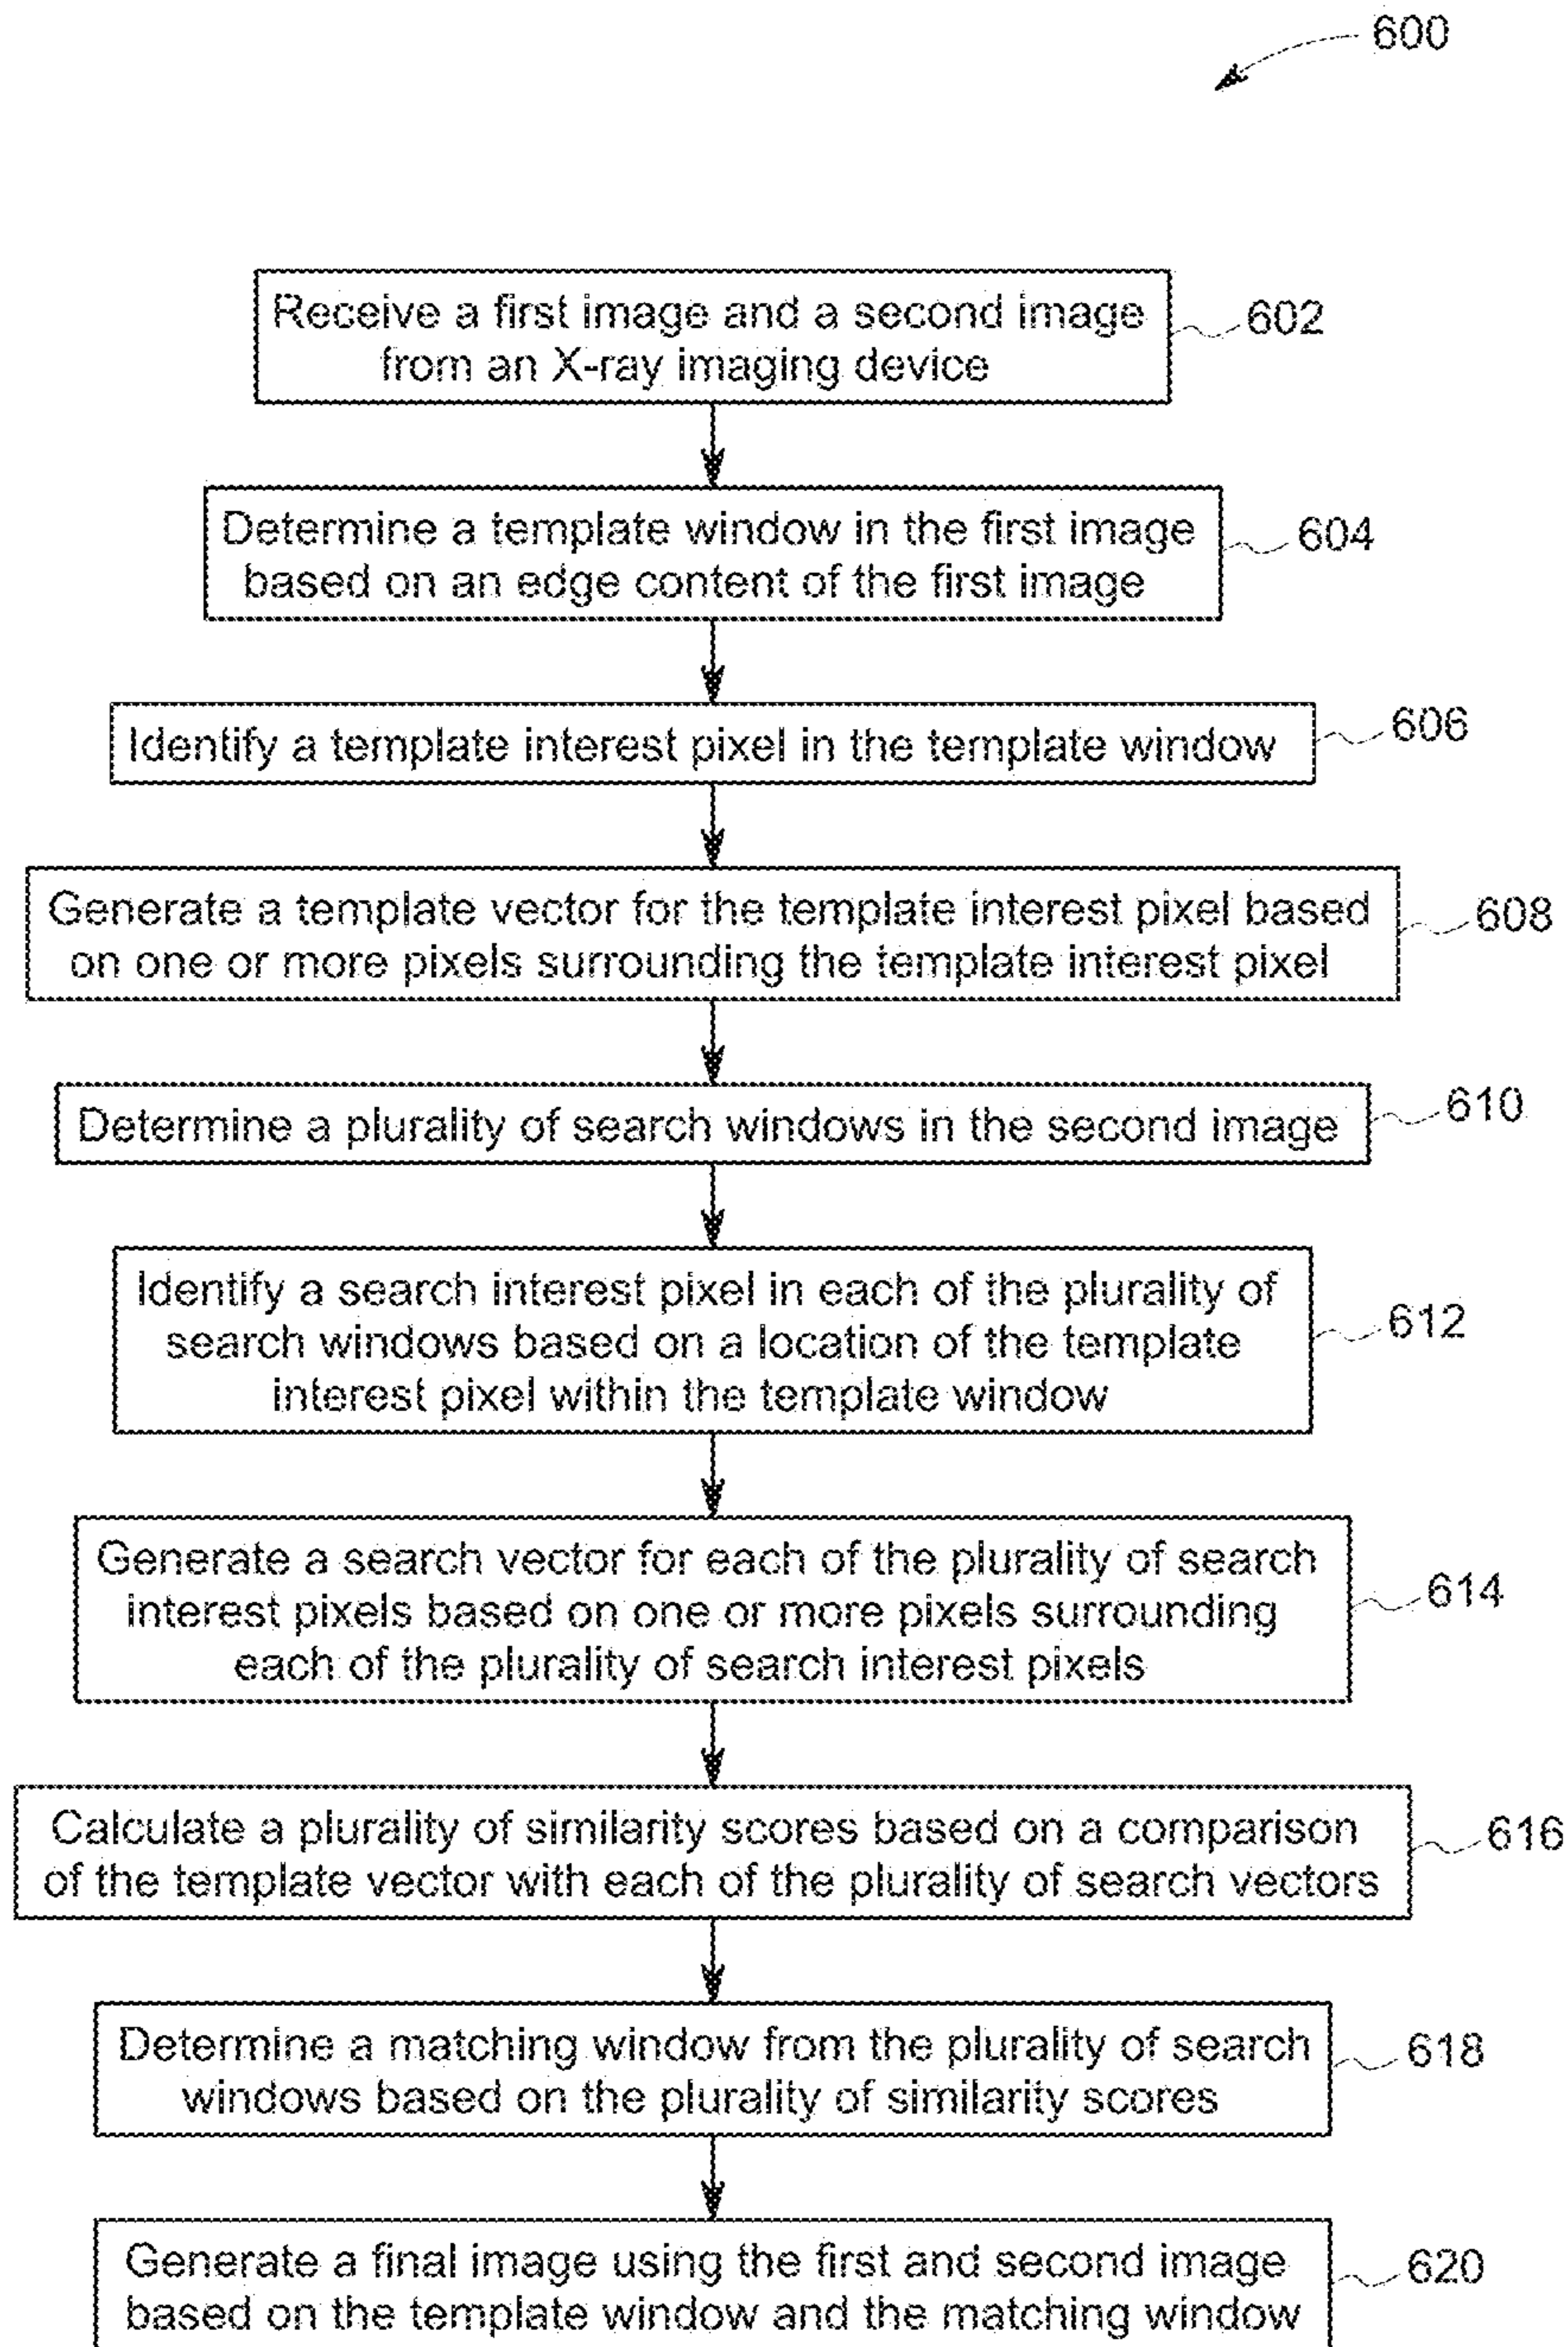 600
Receive a first image and a second image
from an X-ray imaging device
602
Determine a template window in the first image
based on an edge content of the first image
604
Identify a template interest pixel in the template window
606
Generate a template vector for the template interest pixel based
on one or more pixels surrounding the template interest pixel
608
Determine a plurality of search windows in the second image
610
Identify a search interest pixel in each of the plurality of
search windows based on a location of the template
interest pixel within the template window
612
Generate a search vector for each of the plurality of search
interest pixels based on one or more pixels surrounding
each of the plurality of search interest pixels
614
Calculate a plurality of similarity scores based on a comparison
of the template vector with each of the plurality of search vectors
616
Determine a matching window from the plurality of search
windows based on the plurality of similarity scores
618
Generate a final image using the first and second image
based on the template window and the matching window
620